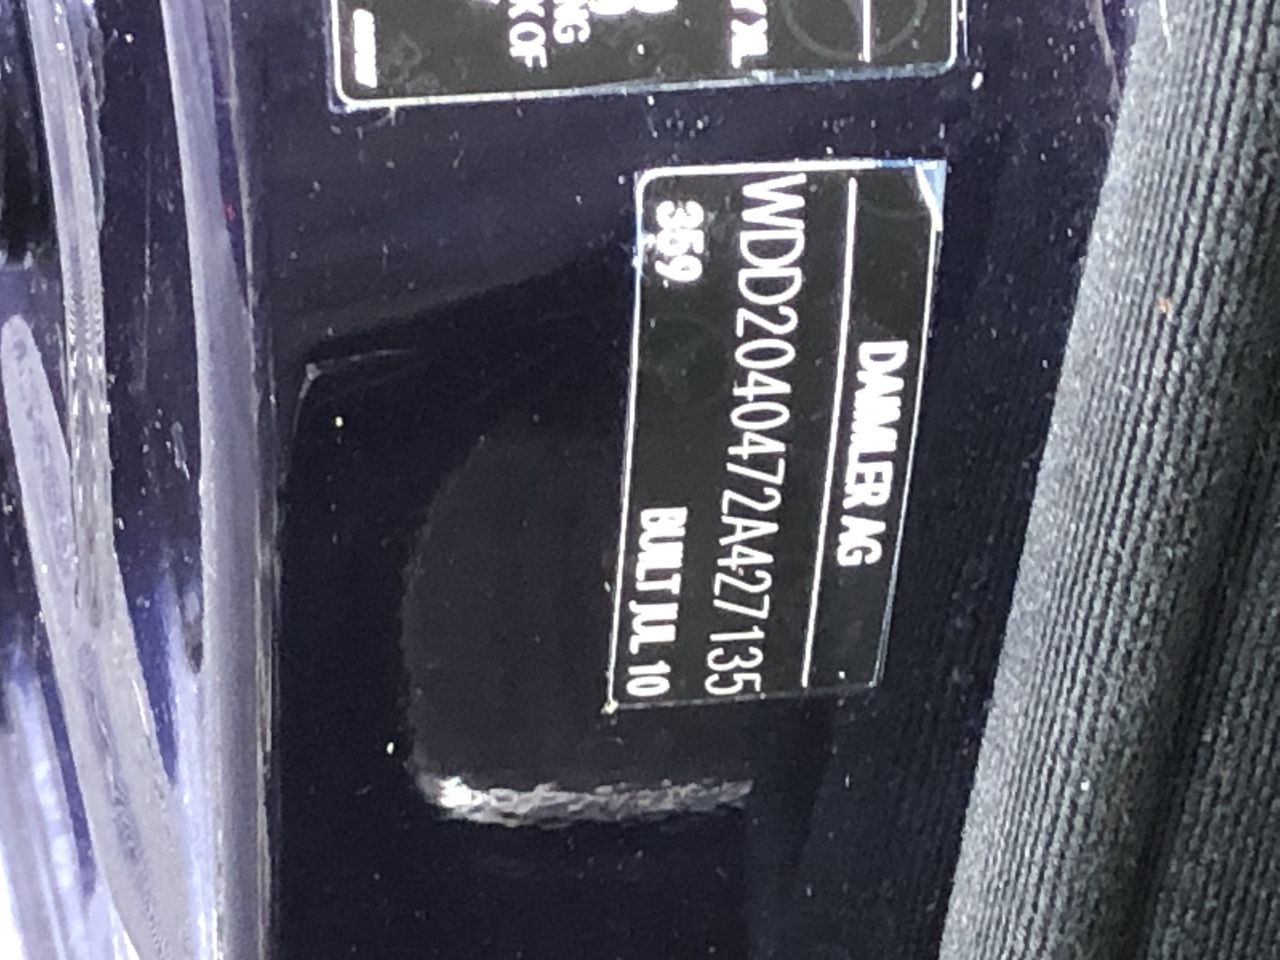 DAIMLER AG
WDD2040472A427135
359 BUILT JUL 10